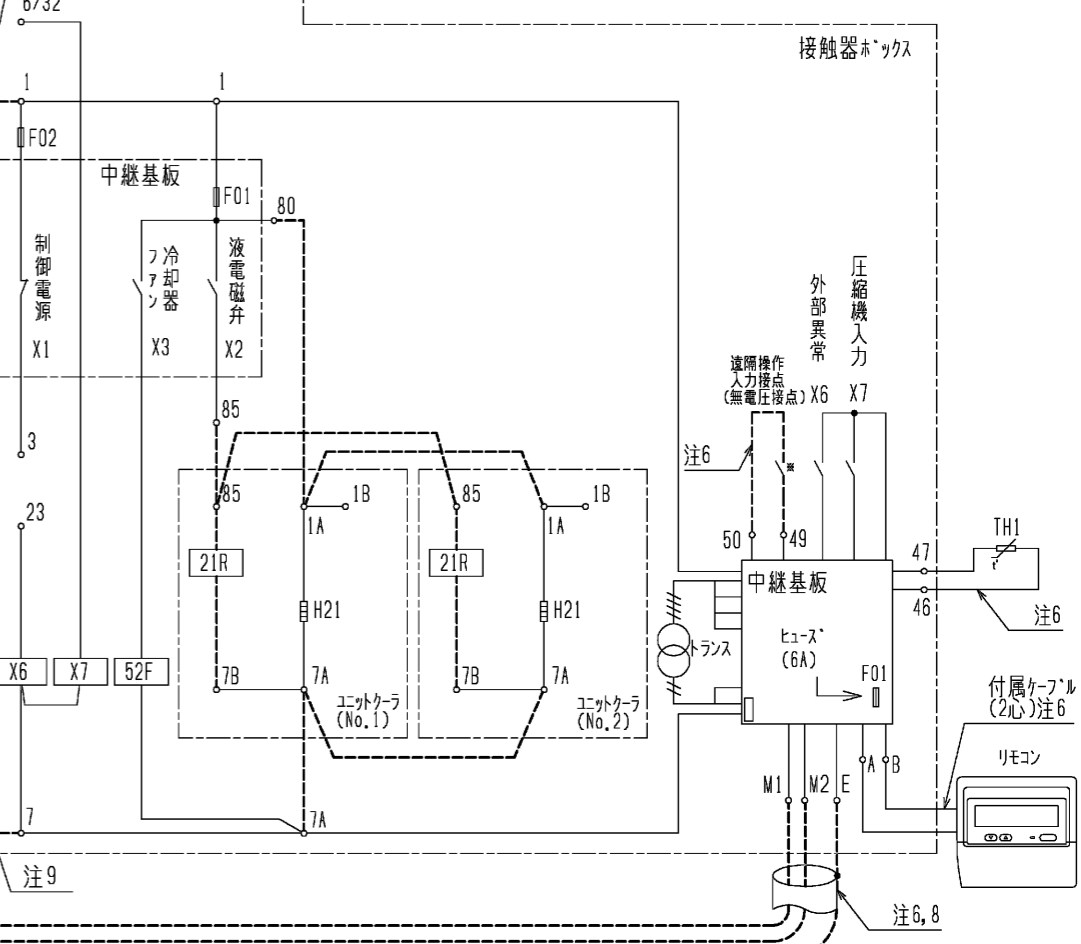 6732
接触器ボックス
1
1
F02
中継基板
F01
80
制御電源
X1
冷却器
ファン
X3
液電磁弁
X2
外部異常
X6
圧縮機入力
X7
遠隔操作
入力接点
(無電圧接点)
注6
※
85
3
23
85
1A
1B
85
1A
1B
50
49
47
TH1
t°
46
注6
21R
H21
21R
H21
中継基板
ヒューズ
(6A)
F01
トランス
X6
X7
52F
7B
7A
7B
7A
ユニットクーラ
(No.1)
ユニットクーラ
(No.2)
付属ケーブル
(2心)注6
リモコン
A
B
M1
M2
E
7
7A
注9
注6,8